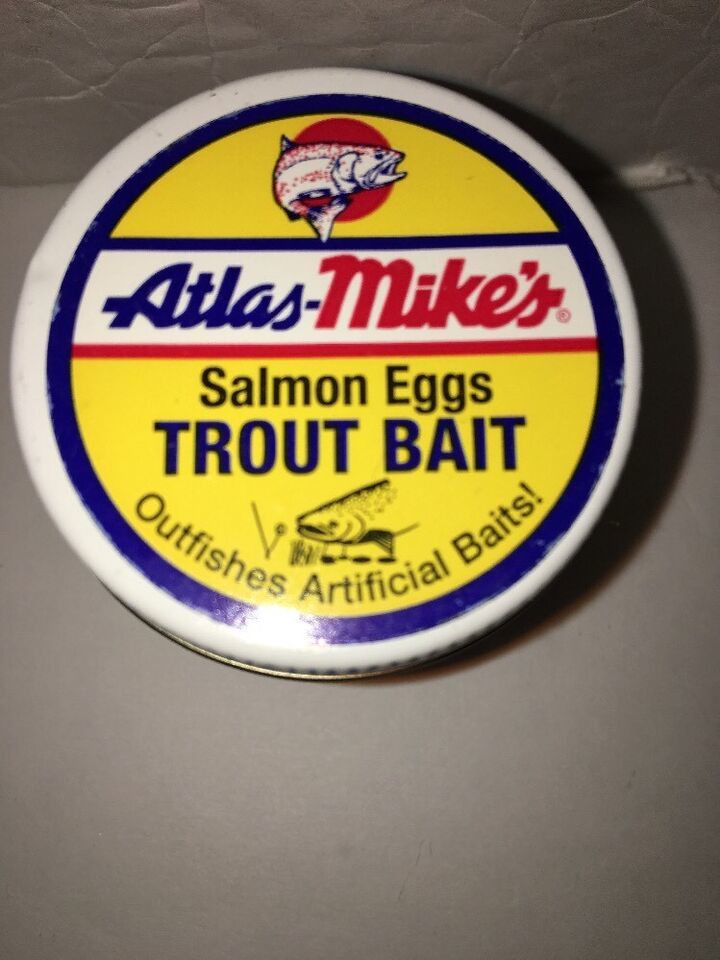 Atlas-Mike's®
Salmon Eggs
TROUT BAIT
Outfishes Artificial Baits!